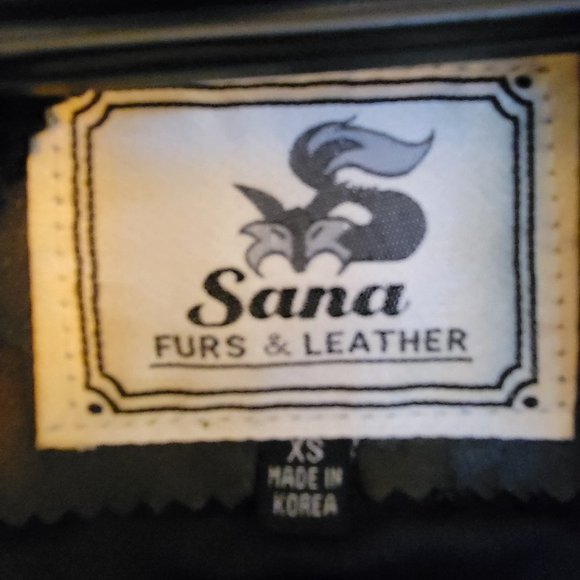 Sana
FURS & LEATHER
XS
MADE IN
KOREA